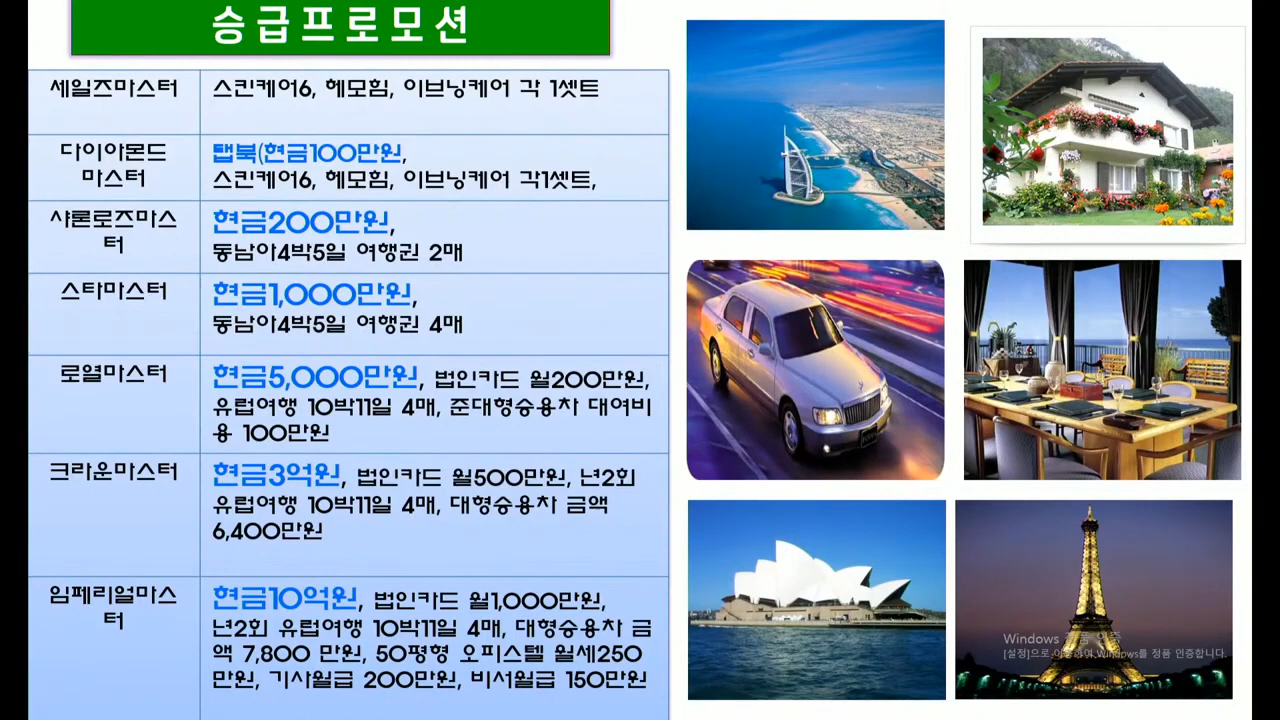 승급프로모션
세일즈마스터
스킨케어6, 헤모힘, 이브닝케어 각 1셋트
다이아몬드
마스터
탭북(현금100만원,
스킨케어6, 헤모힘, 이브닝케어 각1셋트,
샤론로즈마스
터
현금200만원,
동남아4박5일 여행권 2매
스타마스터
현금1,000만원,
동남아4박5일 여행권 4매
로열마스터
현금5,000만원, 법인카드 월200만원,
유럽여행 10박11일 4매, 준대형승용차 대여비
용 100만원
크라운마스터
현금3억원, 법인카드 월500만원, 년2회
유럽여행 10박11일 4매, 대형승용차 금액
6,400만원
임페리얼마스
터
현금10억원, 법인카드 월1,000만원,
년2회 유럽여행 10박11일 4매, 대형승용차 금
액 7,800 만원, 50평형 오피스텔 월세250
만원, 기사월급 200만원, 비서월급 150만원
Windows 정품 인증
[설정]으로 이동하여 Windows를 정품 인증합니다.